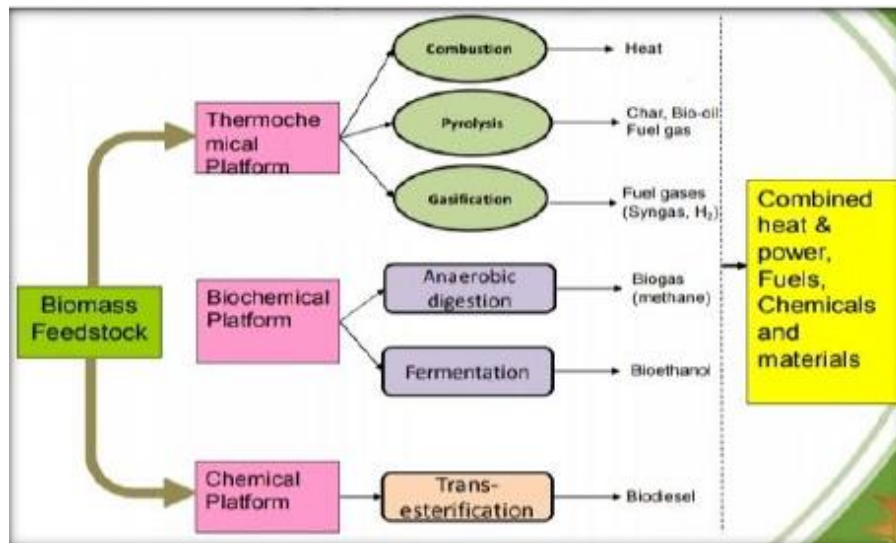 Biomass
Feedstock
Thermoche
mical
Platform
Combustion
Heat
Pyrolysis
Char, Bio-oil
Fuel gas
Gasification
Fuel gases
(Syngas, H₂)
Biochemical
Platform
Anaerobic
digestion
Biogas
(methane)
Fermentation
Bioethanol
Chemical
Platform
Trans-
esterification
Biodiesel
Combined
heat &
power,
Fuels,
Chemicals
and
materials